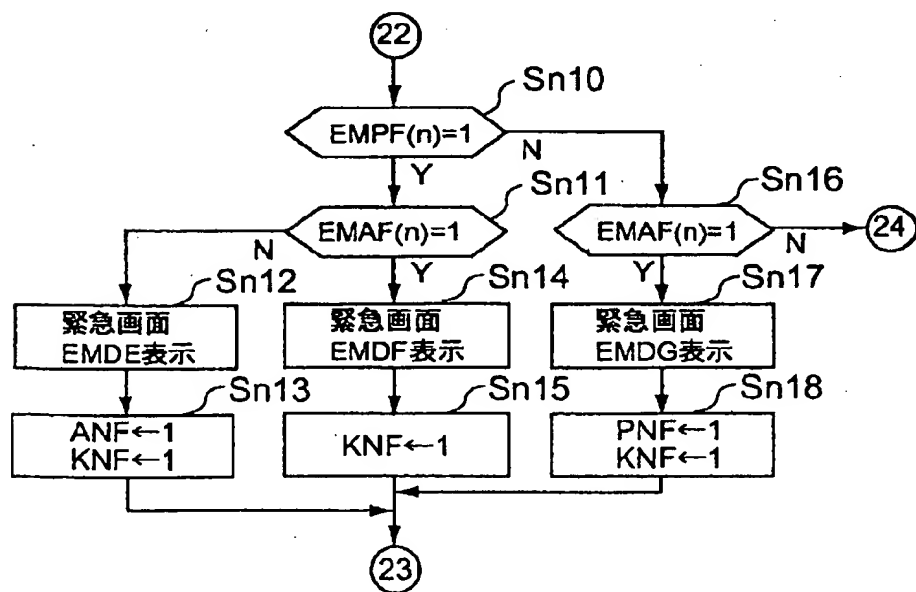 22
Sn10
EMPF(n)=1
N
Y
Sn11
Sn16
EMAF(n)=1
EMAF(n)=1
24
N
Y
N
Y
Sn12
Sn14
Sn17
緊急画面
EMDE表示
緊急画面
EMDF表示
緊急画面
EMDG表示
Sn13
Sn15
Sn18
ANF←1
KNF←1
KNF←1
PNF←1
KNF←1
23